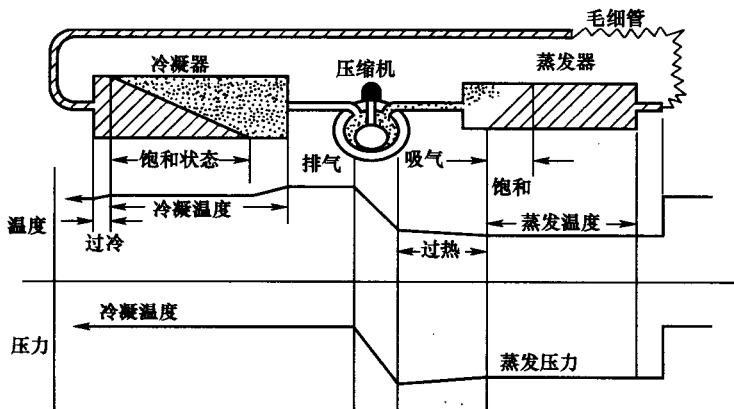 毛细管
冷凝器
压缩机
蒸发器
饱和状态
排气
吸气
饱和
温度
过冷
冷凝温度
过热
蒸发温度
冷凝温度
压力
蒸发压力